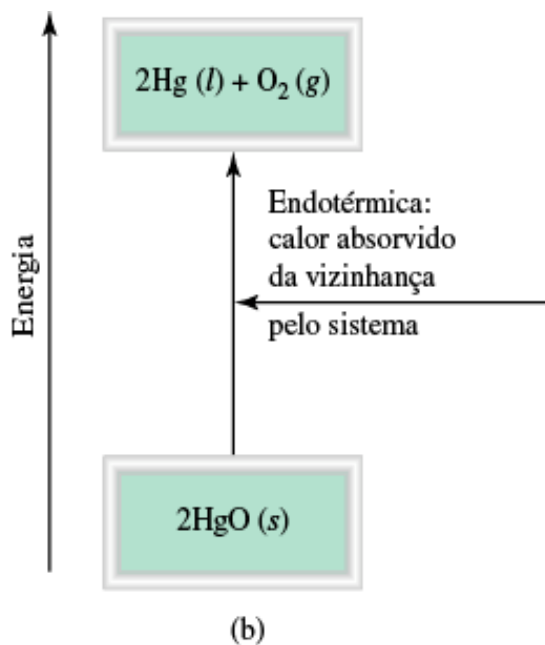 2Hg (l) + O₂ (g)
Endotérmica:
calor absorvido
da vizinhança
pelo sistema
Energia
2HgO (s)
(b)